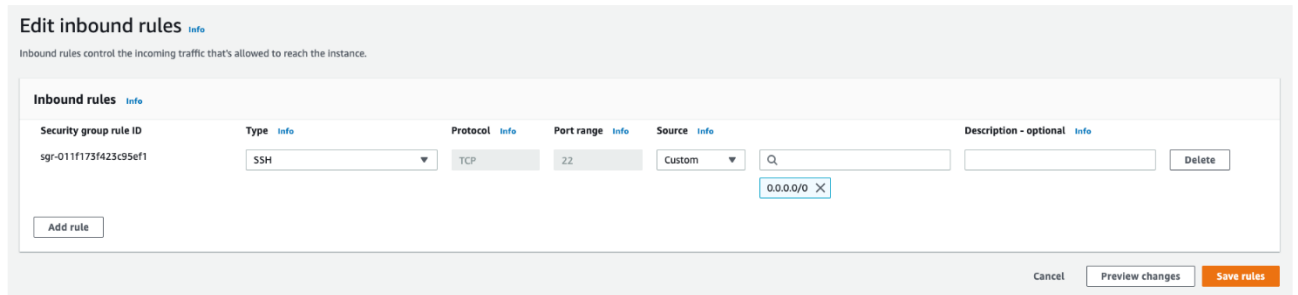 Edit inbound rules Info
Inbound rules control the incoming traffic that's allowed to reach the instance.
Inbound rules Info
Security group rule ID Type Info Protocol Info Port range Info Source Info Description - optional Info
sgr-011f173f423c95ef1 SSH TCP 22 Custom Delete
0.0.0.0/0
Add rule
Cancel Preview changes Save rules